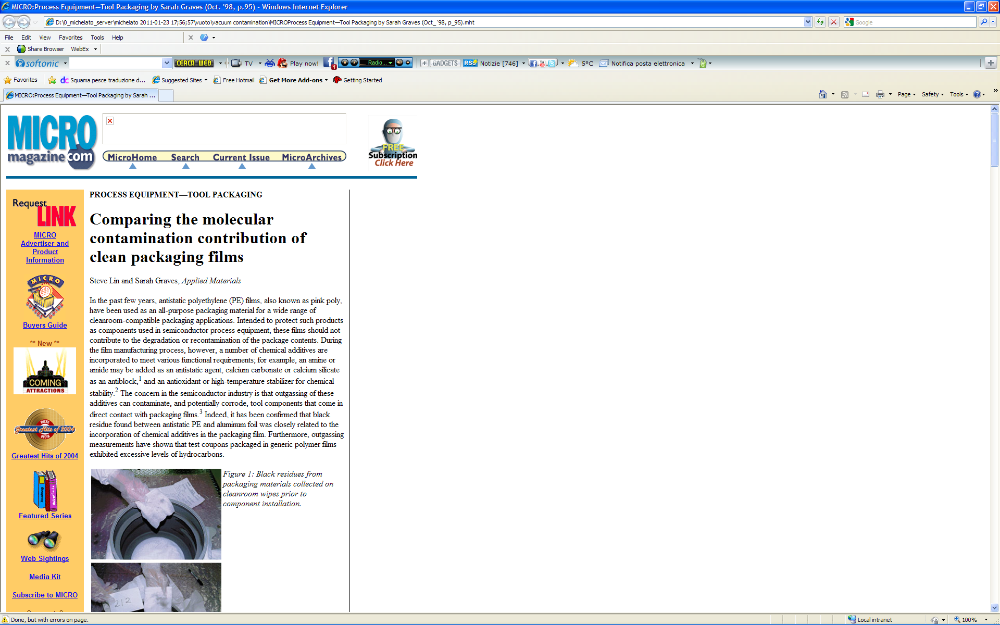 MICRO:Process Equipment—Tool Packaging by Sarah Graves (Oct. '98, p.95) - Windows Internet Explorer
D:\0_michelato_server\michelato 2011-01-23 17;56;57\vuoto\vacuum contamination\MICROProcess Equipment—Tool Packaging by Sarah Graves (Oct_ '98, p_95).mht
Google
File Edit View Favorites Tools Help
Share Browser WebEx
softonic CERCA WEB TV Play now! 1 Radio... GADGETS RSS Notizie [746] 5°C Notifica posta elettronica
Favorites Squama pesce traduzione d... Suggested Sites Free Hotmail Get More Add-ons Getting Started
MICRO:Process Equipment—Tool Packaging by Sarah ...
Page Safety Tools
MICRO
magazine.com
MicroHome Search Current Issue MicroArchives
FREE
Subscription
Click Here
Request
LINK
MICRO
Advertiser and
Product
Information
MICRO
BUYERS GUIDE
Buyers Guide
** New **
COMING
ATTRACTIONS
MICRO
Greatest Hits of 2004
MICRO
Greatest Hits of 2004
Featured Series
Web Sightings
Media Kit
Subscribe to MICRO
PROCESS EQUIPMENT—TOOL PACKAGING
Comparing the molecular
contamination contribution of
clean packaging films
Steve Lin and Sarah Graves, Applied Materials
In the past few years, antistatic polyethylene (PE) films, also known as pink poly,
have been used as an all-purpose packaging material for a wide range of
cleanroom-compatible packaging applications. Intended to protect such products
as components used in semiconductor process equipment, these films should not
contribute to the degradation or recontamination of the package contents. During
the film manufacturing process, however, a number of chemical additives are
incorporated to meet various functional requirements; for example, an amine or
amide may be added as an antistatic agent, calcium carbonate or calcium silicate
as an antiblock,1 and an antioxidant or high-temperature stabilizer for chemical
stability.2 The concern in the semiconductor industry is that outgassing of these
additives can contaminate, and potentially corrode, tool components that come in
direct contact with packaging films.3 Indeed, it has been confirmed that black
residue found between antistatic PE and aluminum foil was closely related to the
incorporation of chemical additives in the packaging film. Furthermore, outgassing
measurements have shown that test coupons packaged in generic polymer films
exhibited excessive levels of hydrocarbons.
Figure 1: Black residues from
packaging materials collected on
cleanroom wipes prior to
component installation.
212
Done, but with errors on page.
Local intranet
100%